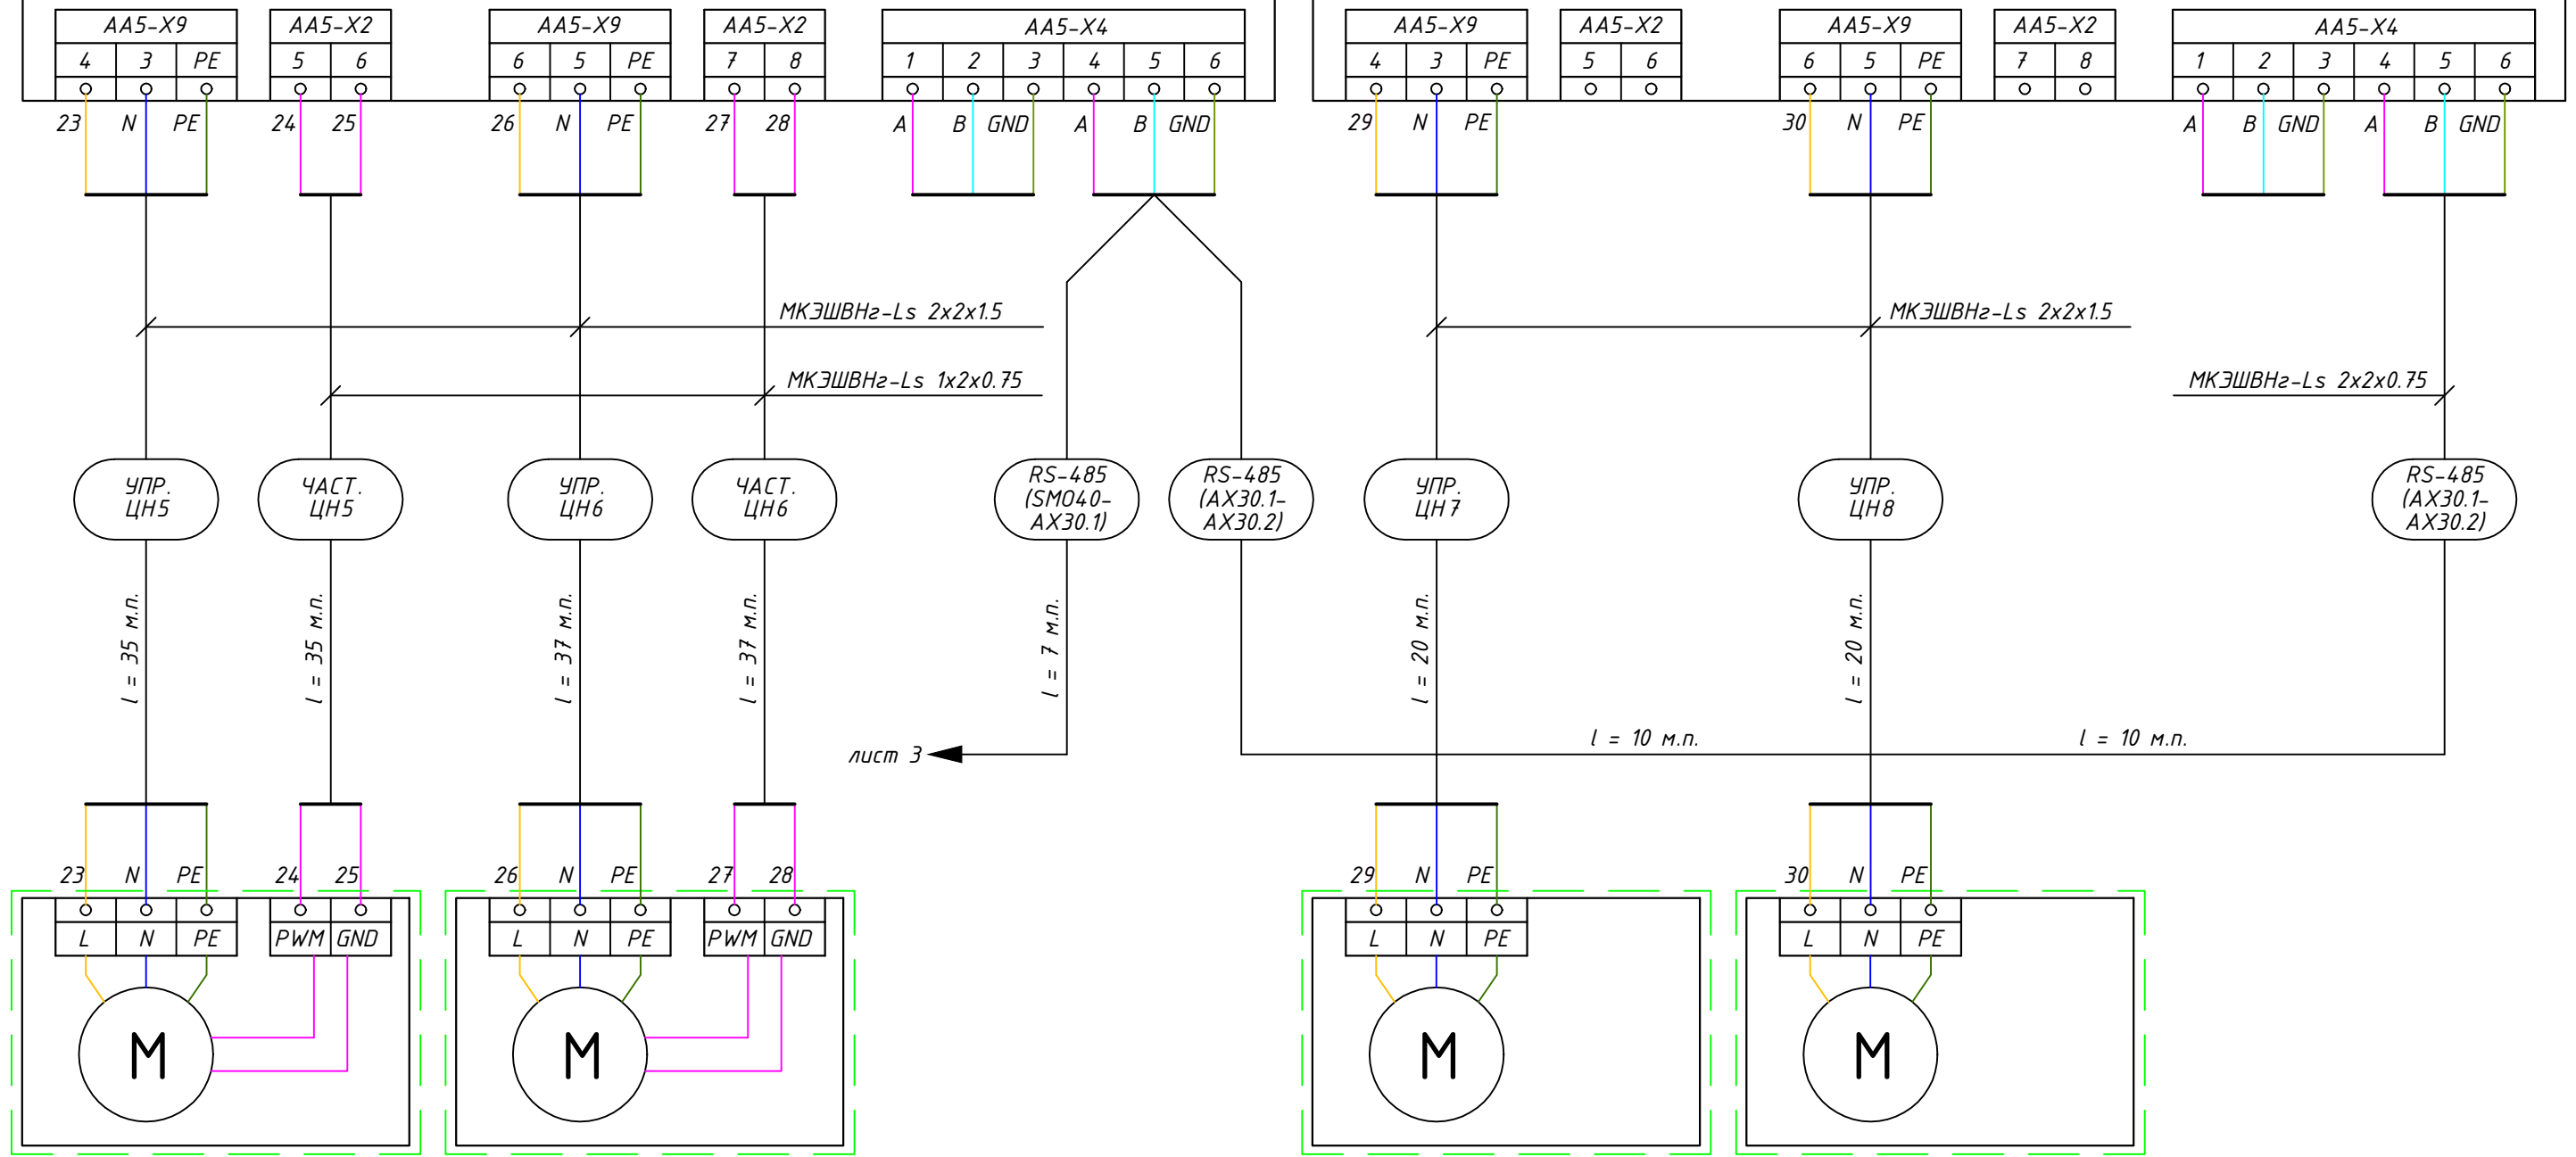 AA5-X9 AA5-X2 AA5-X9 AA5-X2 AA5-X4 AA5-X9 AA5-X2 AA5-X9 AA5-X2 AA5-X4
4 3 PE 5 6 6 5 PE 7 8 1 2 3 4 5 6 4 3 PE 5 6 6 5 PE 7 8 1 2 3 4 5 6
23 N PE 24 25 26 N PE 27 28 A B GND A B GND 29 N PE 30 N PE A B GND A B GND
МКЭШВНг-Ls 2x2x1.5 МКЭШВНг-Ls 2x2x1.5
МКЭШВНг-Ls 1x2x0.75 МКЭШВНг-Ls 2x2x0.75
УПР.
ЦН5
ЧАСТ.
ЦН5
УПР.
ЦН6
ЧАСТ.
ЦН6
RS-485
(SMO40-
AX30.1)
RS-485
(AX30.1-
AX30.2)
УПР.
ЦН7
УПР.
ЦН8
RS-485
(AX30.1-
AX30.2)
l = 35 м.п.
l = 35 м.п.
l = 37 м.п.
l = 37 м.п.
l = 7 м.п.
l = 20 м.п.
l = 20 м.п.
лист 3
l = 10 м.п. l = 10 м.п.
23 N PE 24 25 26 N PE 27 28 29 N PE 30 N PE
L N PE PWM GND L N PE PWM GND L N PE L N PE
M M M M